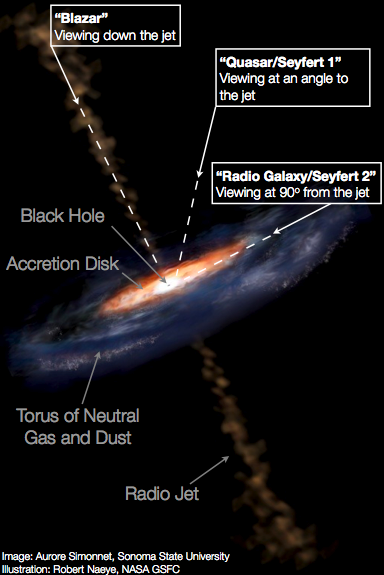 “Blazar”
Viewing down the jet
“Quasar/Seyfert 1”
Viewing at an angle to
the jet
“Radio Galaxy/Seyfert 2”
Viewing at 90º from the jet
Black Hole
Accretion Disk
Torus of Neutral
Gas and Dust
Radio Jet
Image: Aurore Simonnet, Sonoma State University
Illustration: Robert Naeye, NASA GSFC